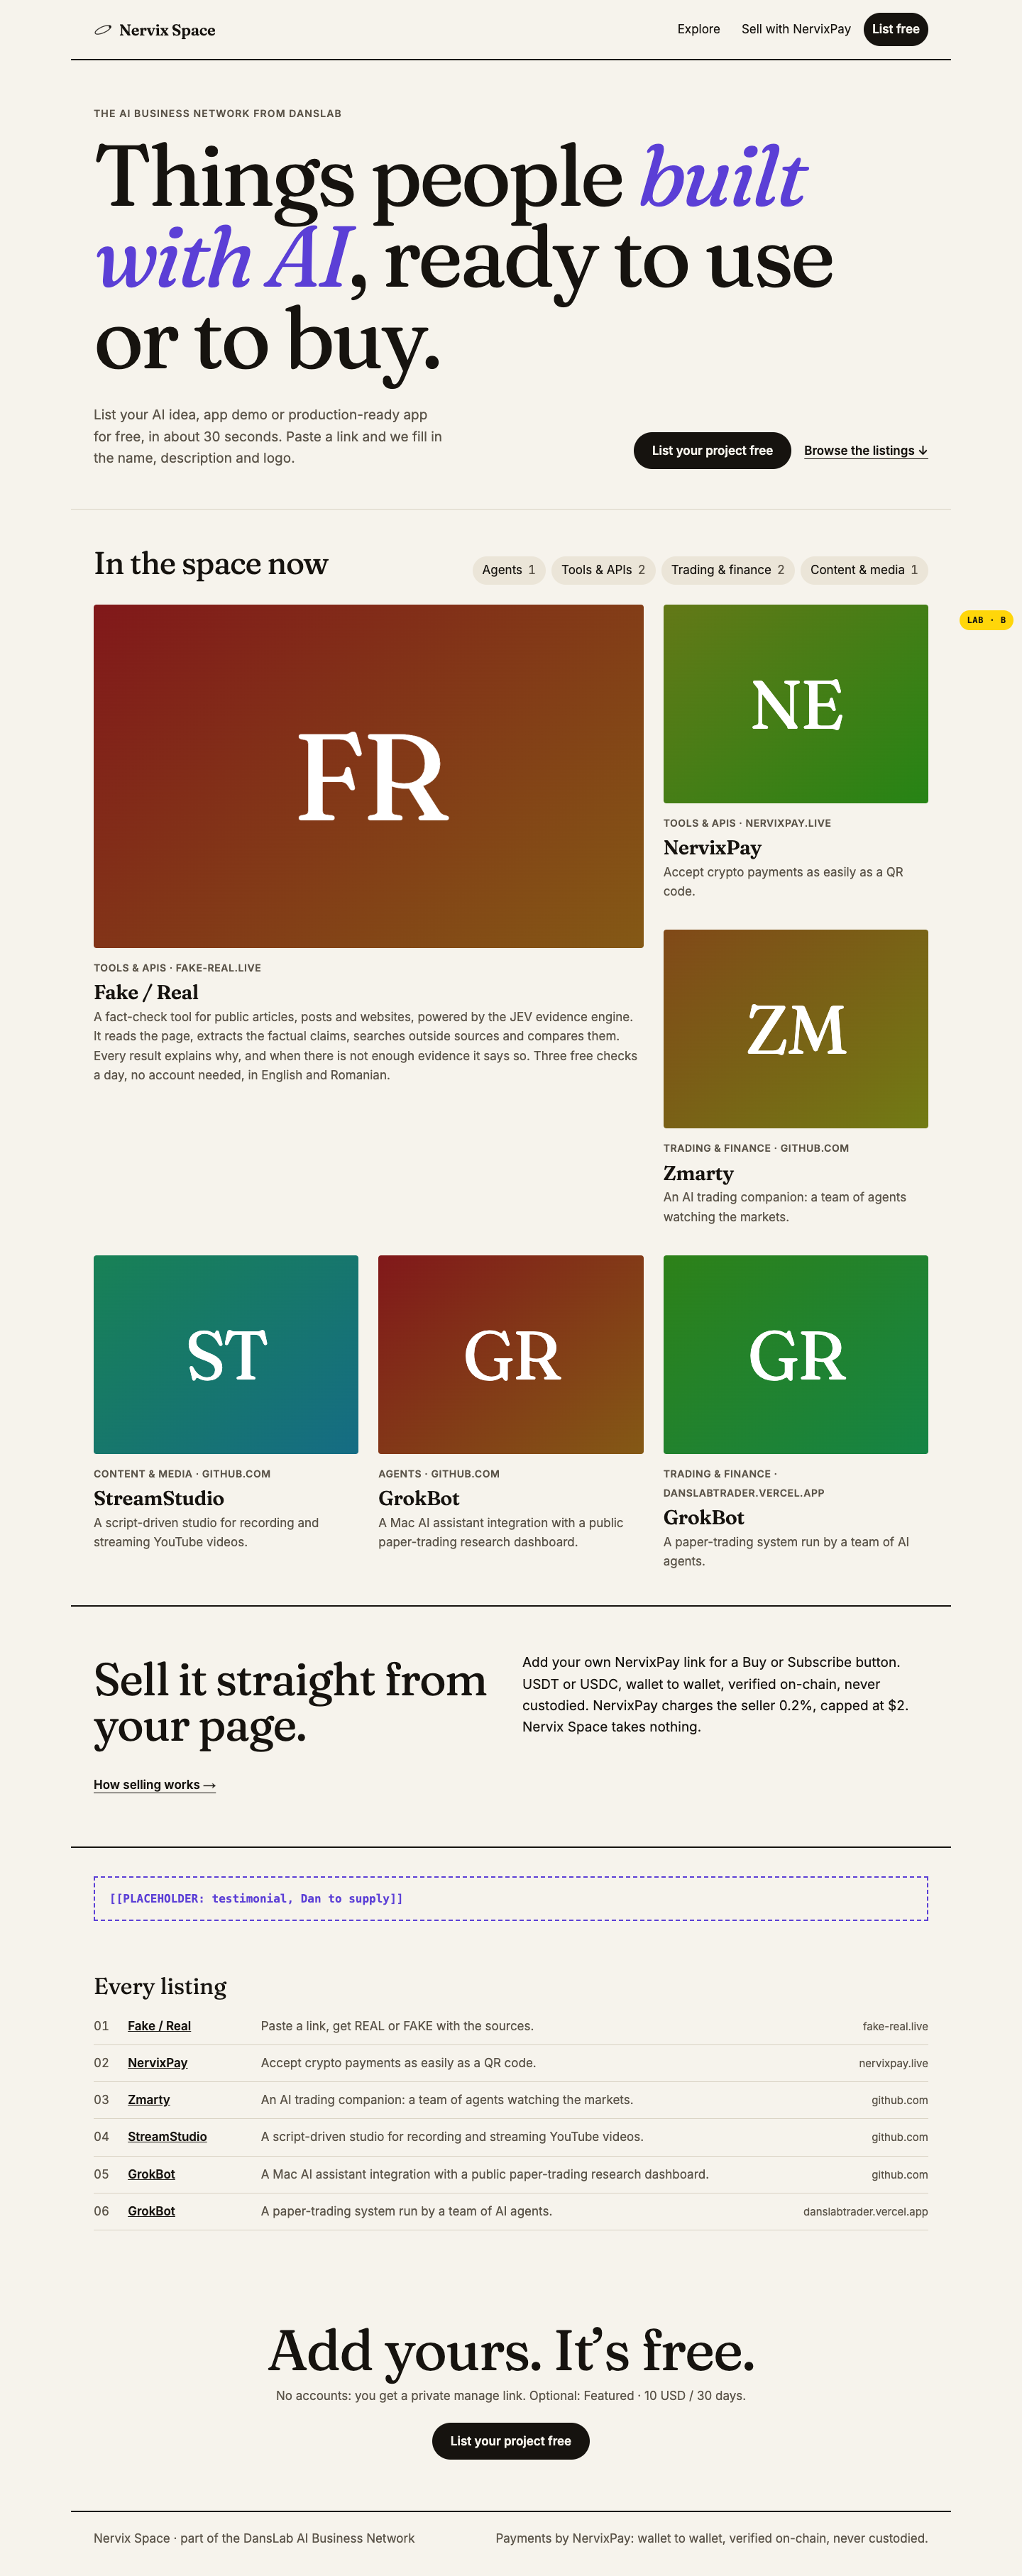 Nervix Space
Explore
Sell with NervixPay
List free
THE AI BUSINESS NETWORK FROM DANSLAB
Things people built
with AI, ready to use
or to buy.
List your AI idea, app demo or production-ready app
for free, in about 30 seconds. Paste a link and we fill in
the name, description and logo.
List your project free
Browse the listings ↓
In the space now
Agents 1
Tools & APIs 2
Trading & finance 2
Content & media 1
LAB · B
FR
TOOLS & APIS · FAKE-REAL.LIVE
Fake / Real
A fact-check tool for public articles, posts and websites, powered by the JEV evidence engine.
It reads the page, extracts the factual claims, searches outside sources and compares them.
Every result explains why, and when there is not enough evidence it says so. Three free checks
a day, no account needed, in English and Romanian.
NE
TOOLS & APIS · NERVIXPAY.LIVE
NervixPay
Accept crypto payments as easily as a QR
code.
ZM
TRADING & FINANCE · GITHUB.COM
Zmarty
An AI trading companion: a team of agents
watching the markets.
ST
CONTENT & MEDIA · GITHUB.COM
StreamStudio
A script-driven studio for recording and
streaming YouTube videos.
GR
AGENTS · GITHUB.COM
GrokBot
A Mac AI assistant integration with a public
paper-trading research dashboard.
GR
TRADING & FINANCE ·
DANSLABTRADER.VERCEL.APP
GrokBot
A paper-trading system run by a team of AI
agents.
Sell it straight from
your page.
How selling works →
Add your own NervixPay link for a Buy or Subscribe button.
USDT or USDC, wallet to wallet, verified on-chain, never
custodied. NervixPay charges the seller 0.2%, capped at $2.
Nervix Space takes nothing.
[[PLACEHOLDER: testimonial, Dan to supply]]
Every listing
01 Fake / Real Paste a link, get REAL or FAKE with the sources. fake-real.live
02 NervixPay Accept crypto payments as easily as a QR code. nervixpay.live
03 Zmarty An AI trading companion: a team of agents watching the markets. github.com
04 StreamStudio A script-driven studio for recording and streaming YouTube videos. github.com
05 GrokBot A Mac AI assistant integration with a public paper-trading research dashboard. github.com
06 GrokBot A paper-trading system run by a team of AI agents. danslabtrader.vercel.app
Add yours. It’s free.
No accounts: you get a private manage link. Optional: Featured · 10 USD / 30 days.
List your project free
Nervix Space · part of the DansLab AI Business Network
Payments by NervixPay: wallet to wallet, verified on-chain, never custodied.